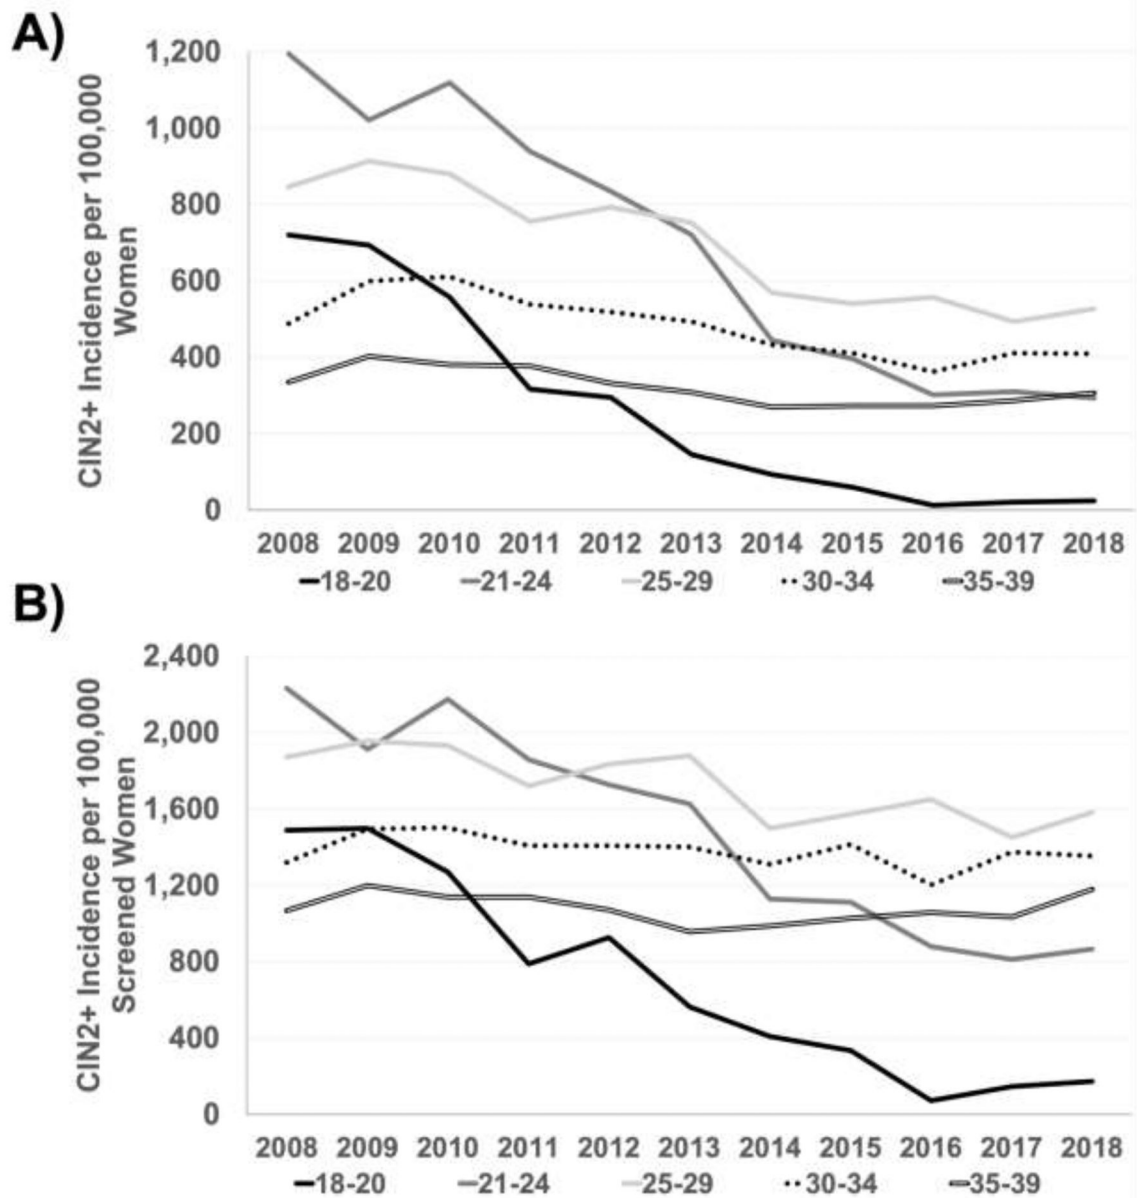 A)
CIN2+ Incidence per 100,000
Women
1,200
1,000
800
600
400
200
0
2008 2009 2010 2011 2012 2013 2014 2015 2016 2017 2018
18-20 21-24 25-29 30-34 35-39
B)
CIN2+ Incidence per 100,000
Screened Women
2,400
2,000
1,600
1,200
800
400
0
2008 2009 2010 2011 2012 2013 2014 2015 2016 2017 2018
18-20 21-24 25-29 30-34 35-39